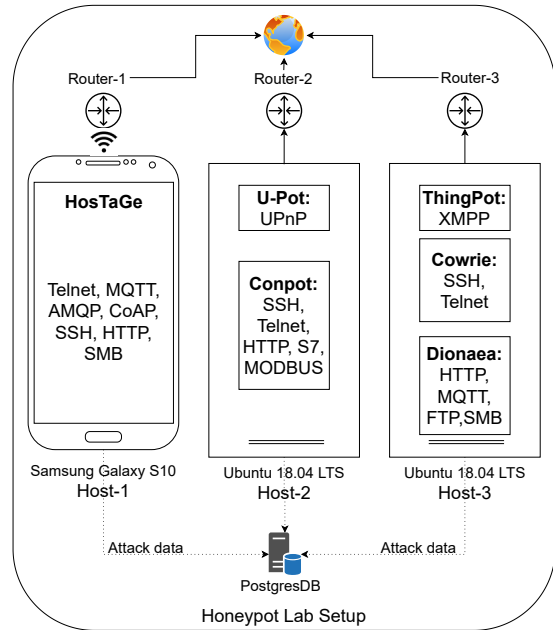 Router-1
Router-2
Router-3
HosTaGe
Telnet, MQTT,
AMQP, CoAP,
SSH, HTTP,
SMB
U-Pot:
UPnP
Conpot:
SSH,
Telnet,
HTTP, S7,
MODBUS
ThingPot:
XMPP
Cowrie:
SSH,
Telnet
Dionaea:
HTTP,
MQTT,
FTP,SMB
Samsung Galaxy S10
Host-1
Ubuntu 18.04 LTS
Host-2
Ubuntu 18.04 LTS
Host-3
Attack data
Attack data
PostgresDB
Honeypot Lab Setup